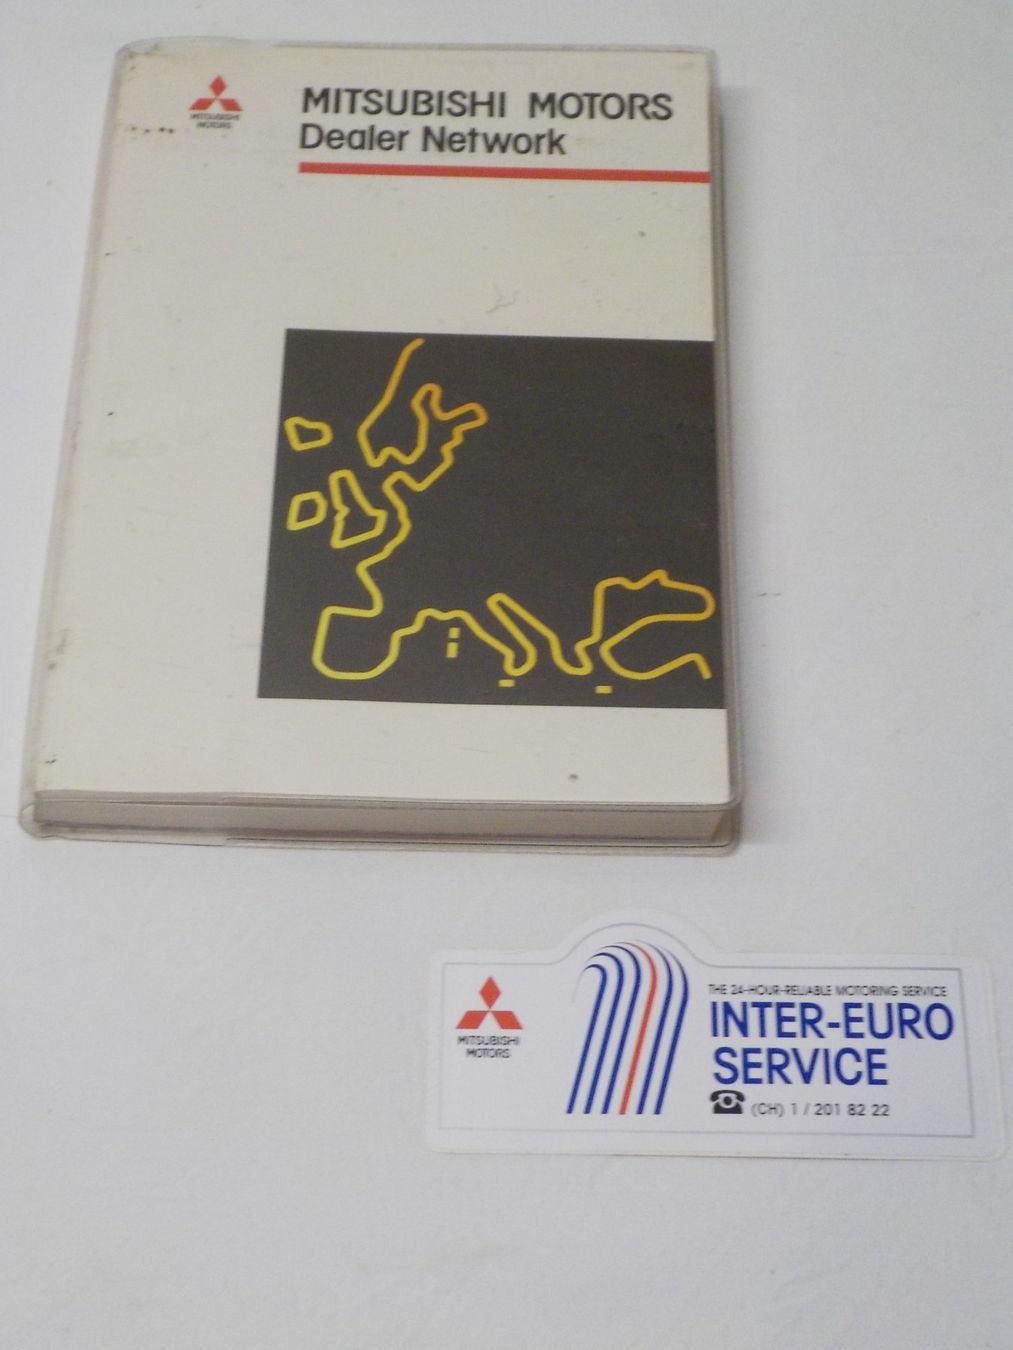 MITSUBISHI
MOTORS
MITSUBISHI MOTORS
Dealer Network
MITSUBISHI
MOTORS
THE 24-HOUR-RELIABLE MOTORING SERVICE
INTER-EURO
SERVICE
(CH) 1 / 201 82 22